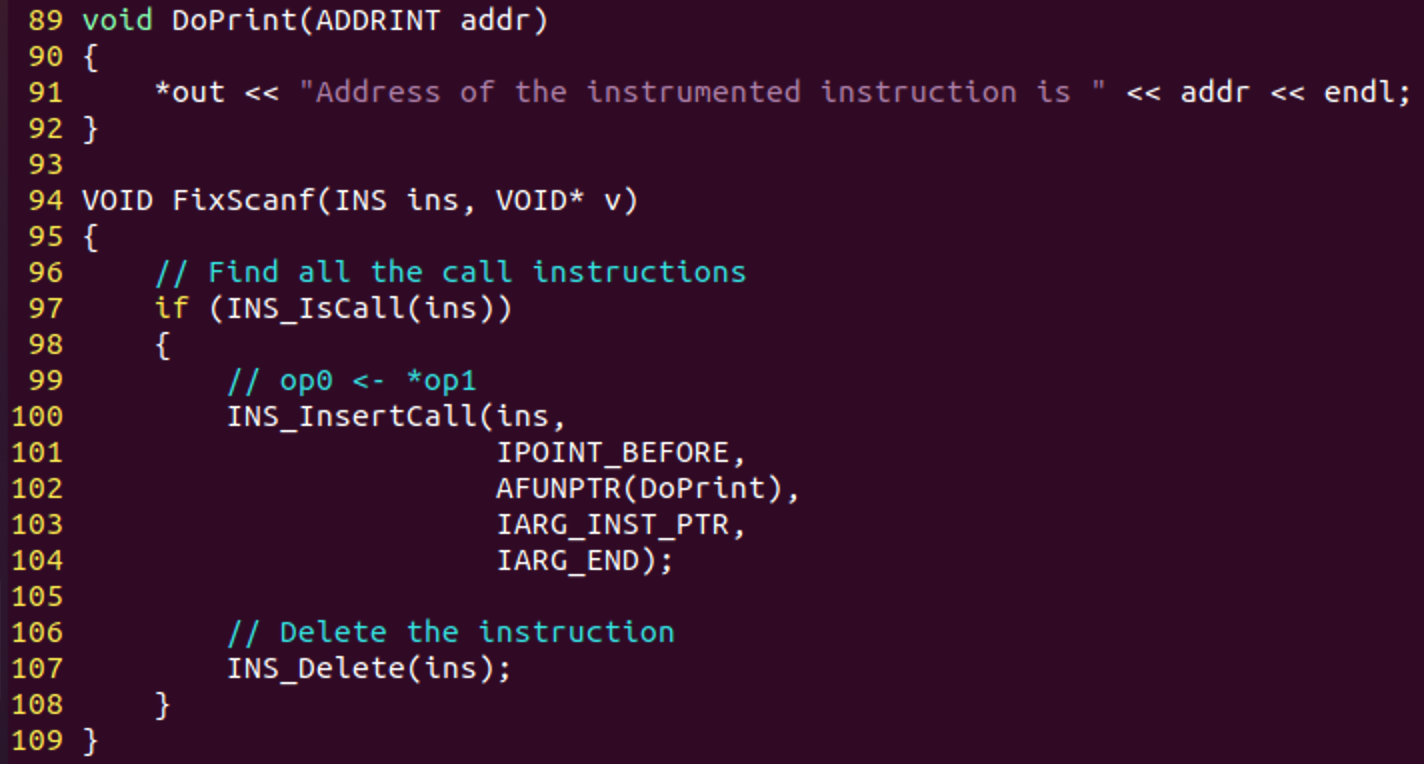 89 void DoPrint(ADDRINT addr)
90 {
91     *out << "Address of the instrumented instruction is " << addr << endl;
92 }
93
94 VOID FixScanf(INS ins, VOID* v)
95 {
96     // Find all the call instructions
97     if (INS_IsCall(ins))
98     {
99         // op0 <- *op1
100         INS_InsertCall(ins,
101                        IPOINT_BEFORE,
102                        AFUNPTR(DoPrint),
103                        IARG_INST_PTR,
104                        IARG_END);
105
106         // Delete the instruction
107         INS_Delete(ins);
108     }
109 }